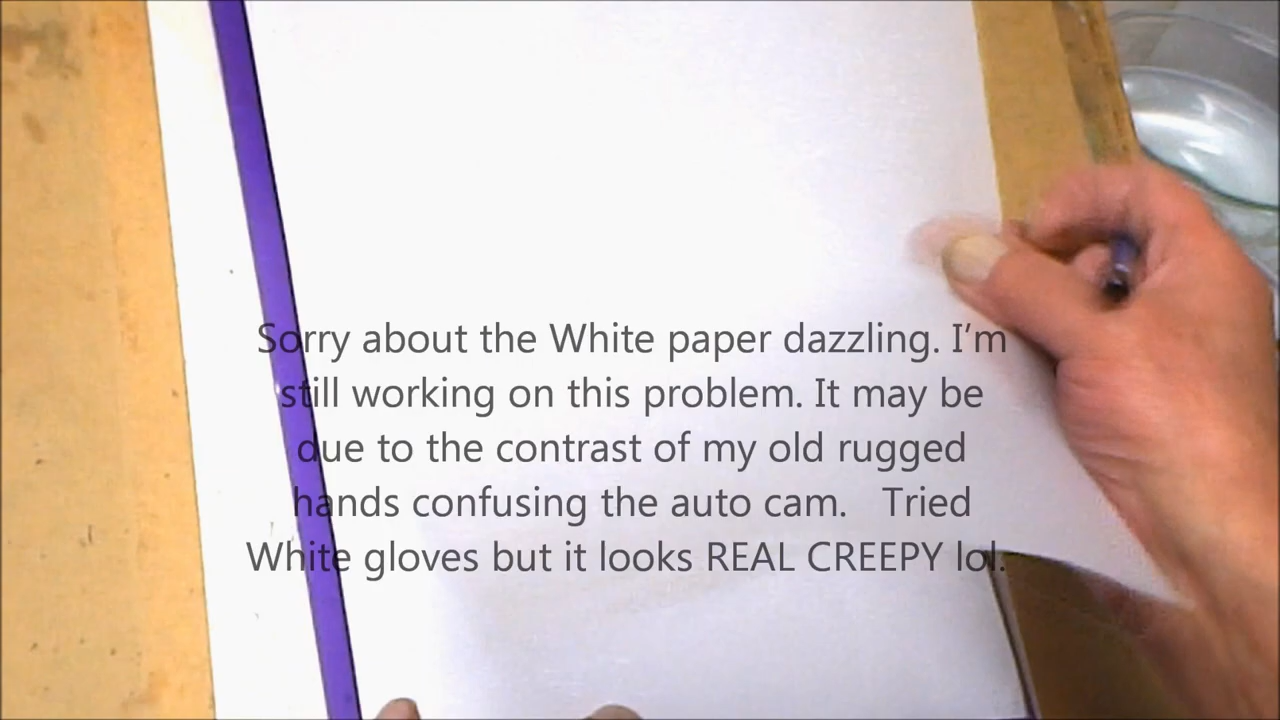 Sorry about the White paper dazzling. I’m
still working on this problem. It may be
due to the contrast of my old rugged
hands confusing the auto cam.   Tried
White gloves but it looks REAL CREEPY lol.